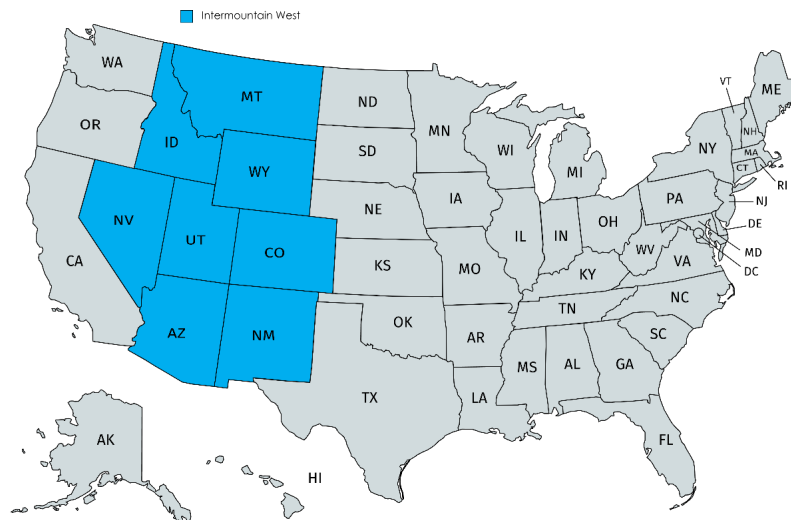 Intermountain West
WA
MT
ND
MN
VT
ME
OR
ID
SD
WI
MI
NY
NH
MA
CT
RI
WY
IA
PA
NJ
NE
NV
UT
CO
IL
IN
OH
DE
CA
KS
MO
WV
VA
MD
DC
KY
AZ
NM
OK
AR
TN
NC
SC
MS
AL
GA
TX
LA
AK
FL
HI